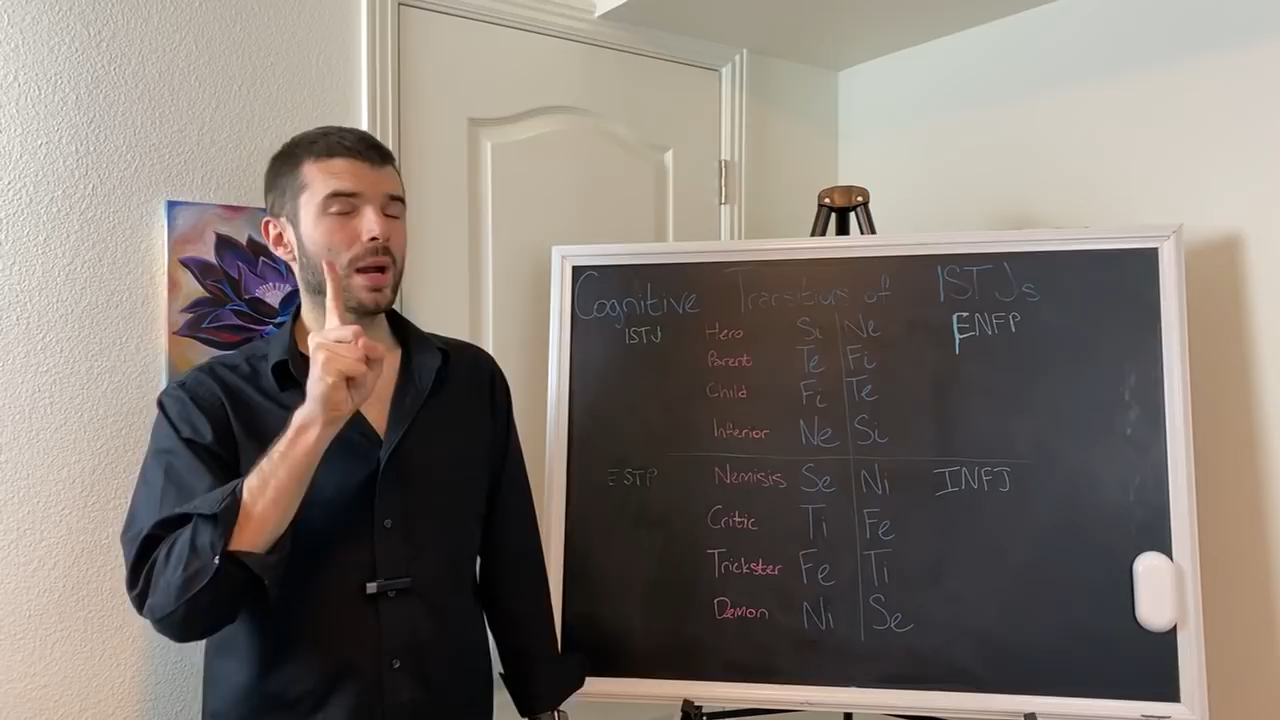 Cognitive Transitions of ISTJs
ISTJ Hero Si Ne ENFP
Parent Te Fi
Child Fi Te
Inferior Ne Si
ESTP Nemisis Se Ni INFJ
Critic Ti Fe
Trickster Fe Ti
Demon Ni Se